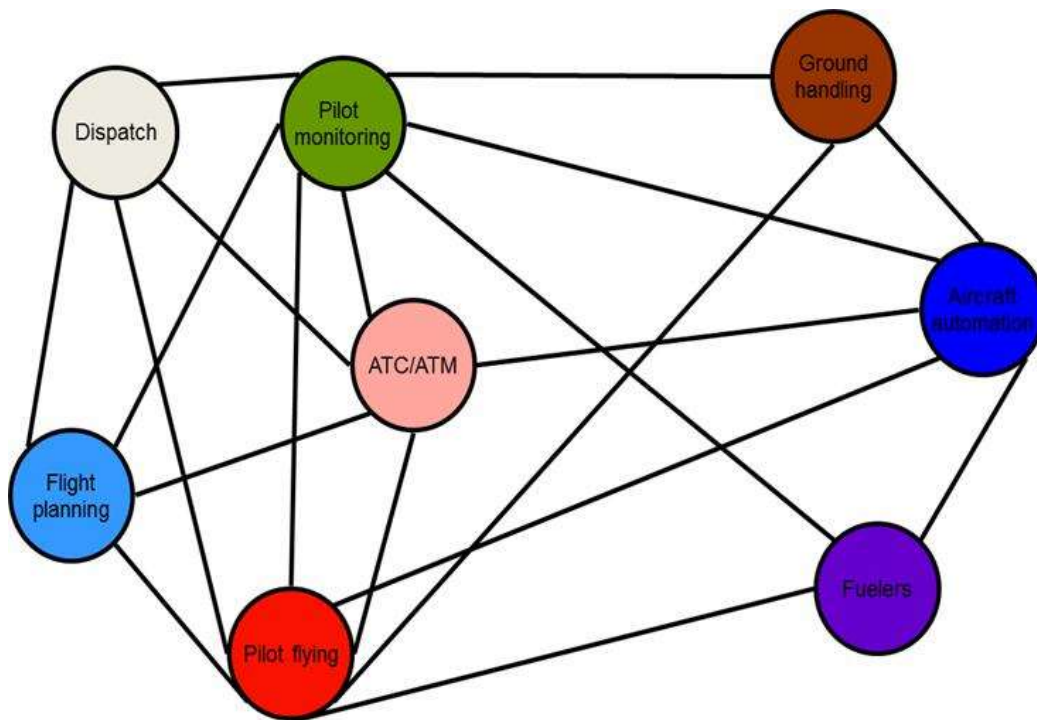 Dispatch
Pilot
monitoring
Ground
handling
Aircraft
automation
ATC/ATM
Flight
planning
Fuelers
Pilot flying